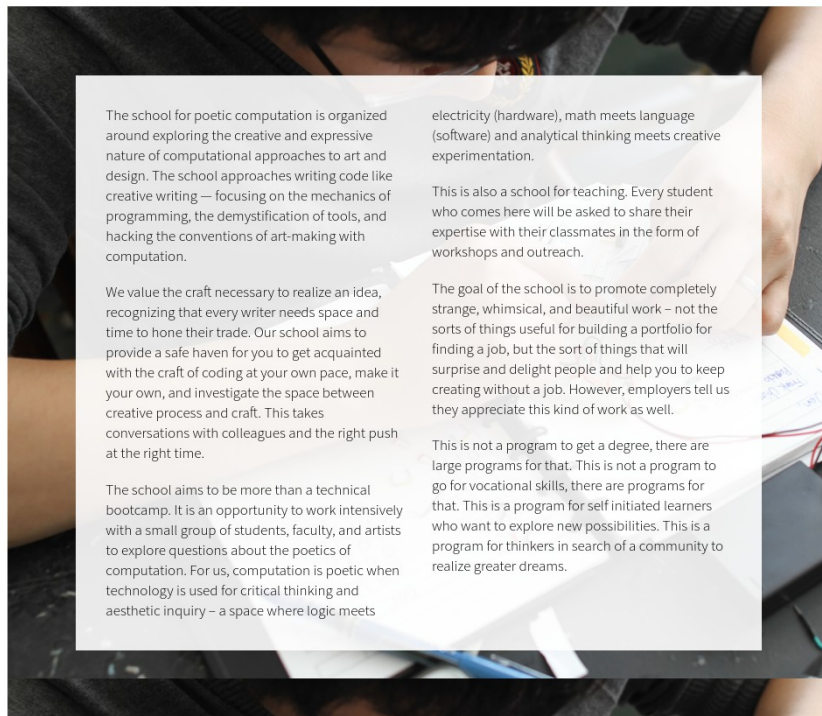 The school for poetic computation is organized
around exploring the creative and expressive
nature of computational approaches to art and
design. The school approaches writing code like
creative writing — focusing on the mechanics of
programming, the demystification of tools, and
hacking the conventions of art-making with
computation.
We value the craft necessary to realize an idea,
recognizing that every writer needs space and
time to hone their trade. Our school aims to
provide a safe haven for you to get acquainted
with the craft of coding at your own pace, make it
your own, and investigate the space between
creative process and craft. This takes
conversations with colleagues and the right push
at the right time.
The school aims to be more than a technical
bootcamp. It is an opportunity to work intensively
with a small group of students, faculty, and artists
to explore questions about the poetics of
computation. For us, computation is poetic when
technology is used for critical thinking and
aesthetic inquiry – a space where logic meets
electricity (hardware), math meets language
(software) and analytical thinking meets creative
experimentation.
This is also a school for teaching. Every student
who comes here will be asked to share their
expertise with their classmates in the form of
workshops and outreach.
The goal of the school is to promote completely
strange, whimsical, and beautiful work – not the
sorts of things useful for building a portfolio for
finding a job, but the sort of things that will
surprise and delight people and help you to keep
creating without a job. However, employers tell us
they appreciate this kind of work as well.
This is not a program to get a degree, there are
large programs for that. This is not a program to
go for vocational skills, there are programs for
that. This is a program for self initiated learners
who want to explore new possibilities. This is a
program for thinkers in search of a community to
realize greater dreams.